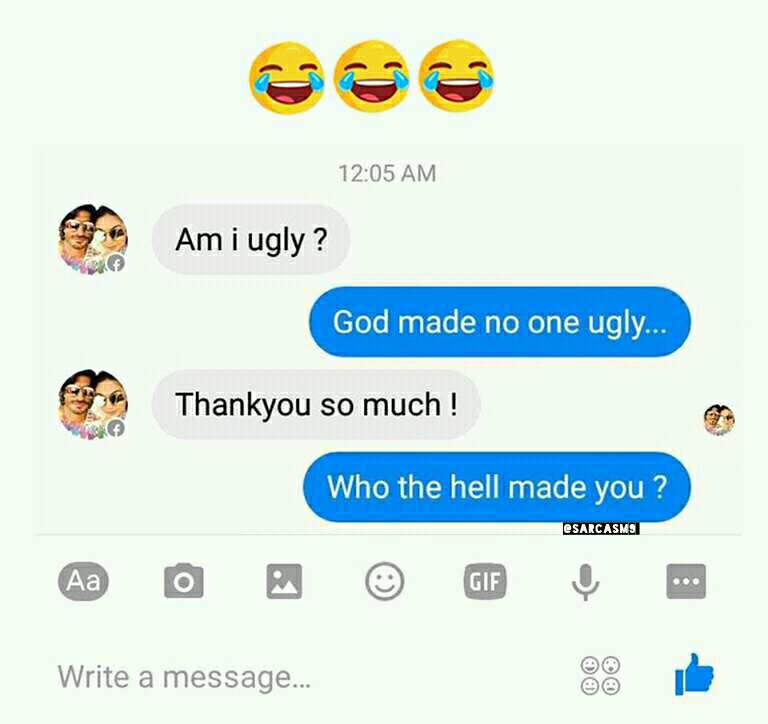 12:05 AM
Am i ugly ?
God made no one ugly...
Thankyou so much !
Who the hell made you ?
@SARCASM9
Aa
GIF
Write a message...